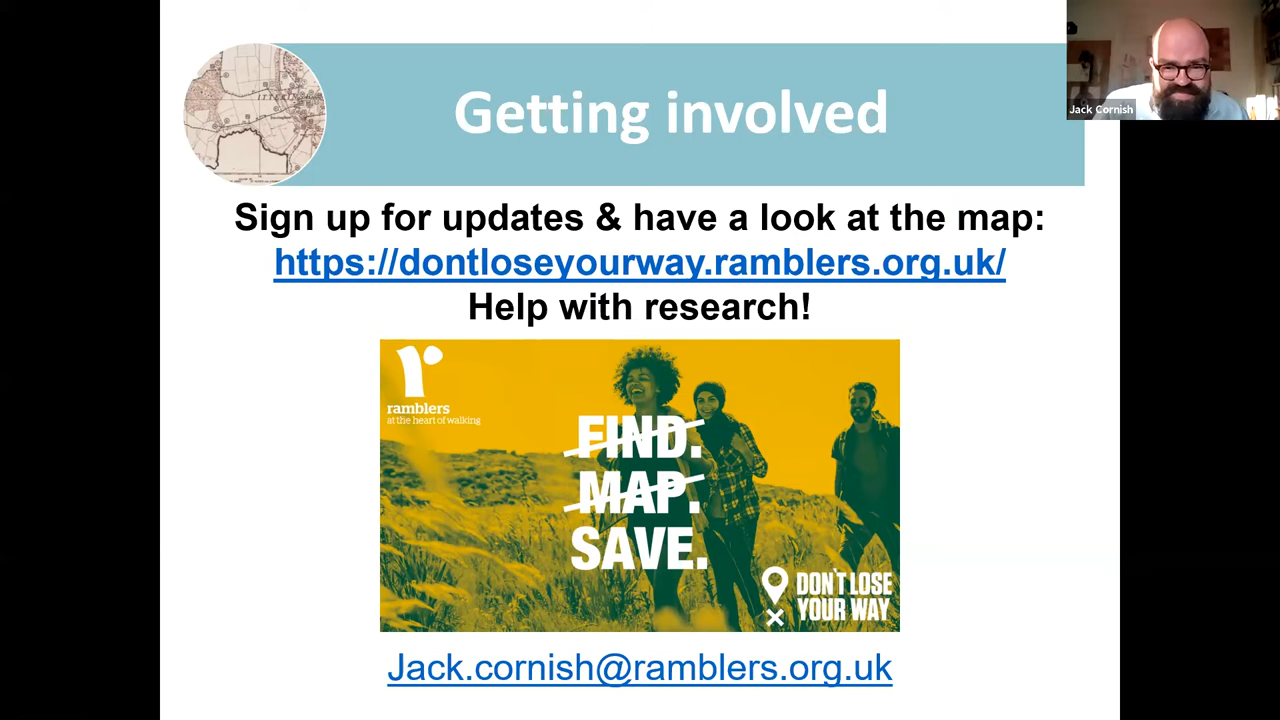 Getting involved
Jack Cornish
Sign up for updates & have a look at the map:
https://dontloseyourway.ramblers.org.uk/
Help with research!
ramblers
at the heart of walking
FIND.
MAP.
SAVE.
DON'T LOSE
YOUR WAY
Jack.cornish@ramblers.org.uk